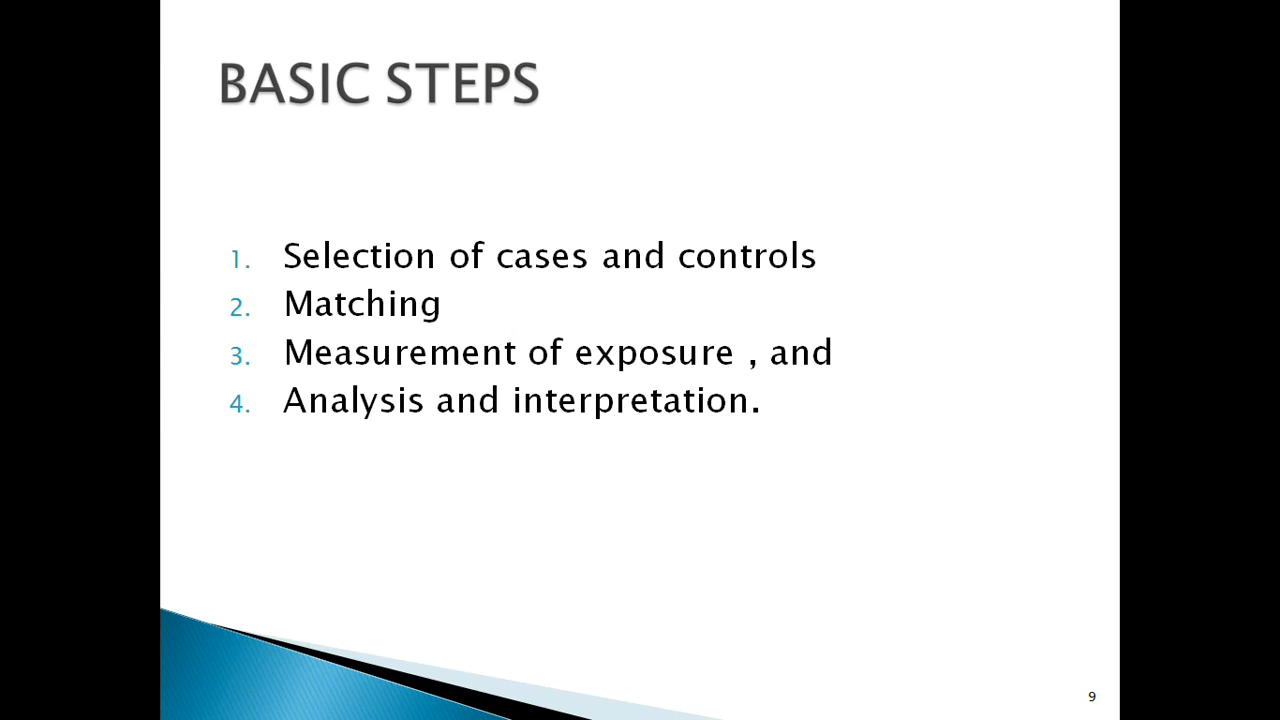 BASIC STEPS
1. Selection of cases and controls
2. Matching
3. Measurement of exposure , and
4. Analysis and interpretation.
9